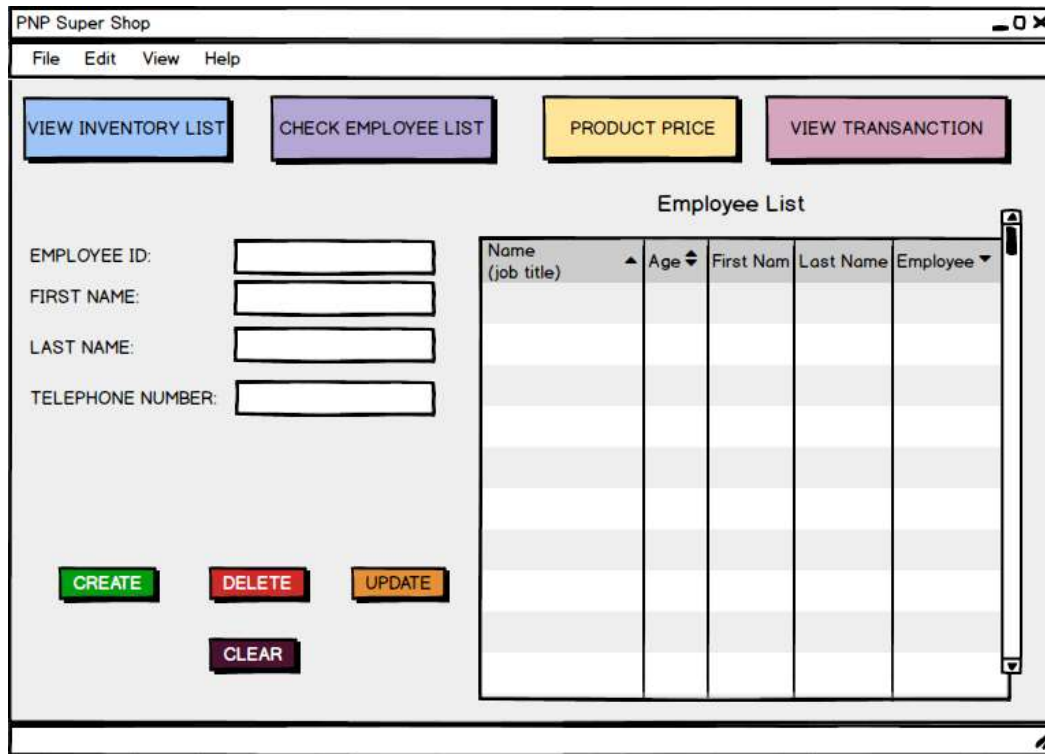 PNP Super Shop
File Edit View Help
VIEW INVENTORY LIST CHECK EMPLOYEE LIST PRODUCT PRICE VIEW TRANSANCTION
Employee List
Name
(job title) Age First Nam Last Name Employee
EMPLOYEE ID:
FIRST NAME:
LAST NAME:
TELEPHONE NUMBER:
CREATE DELETE UPDATE
CLEAR